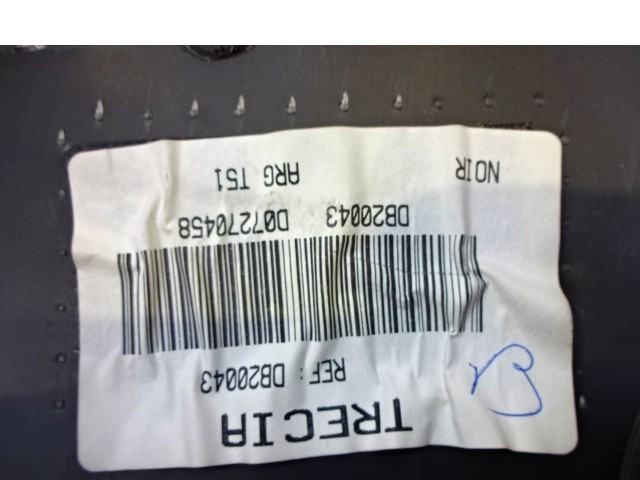 TRECIA
REF: DB20043
DB20043 D07270458
NOIR ARG T51